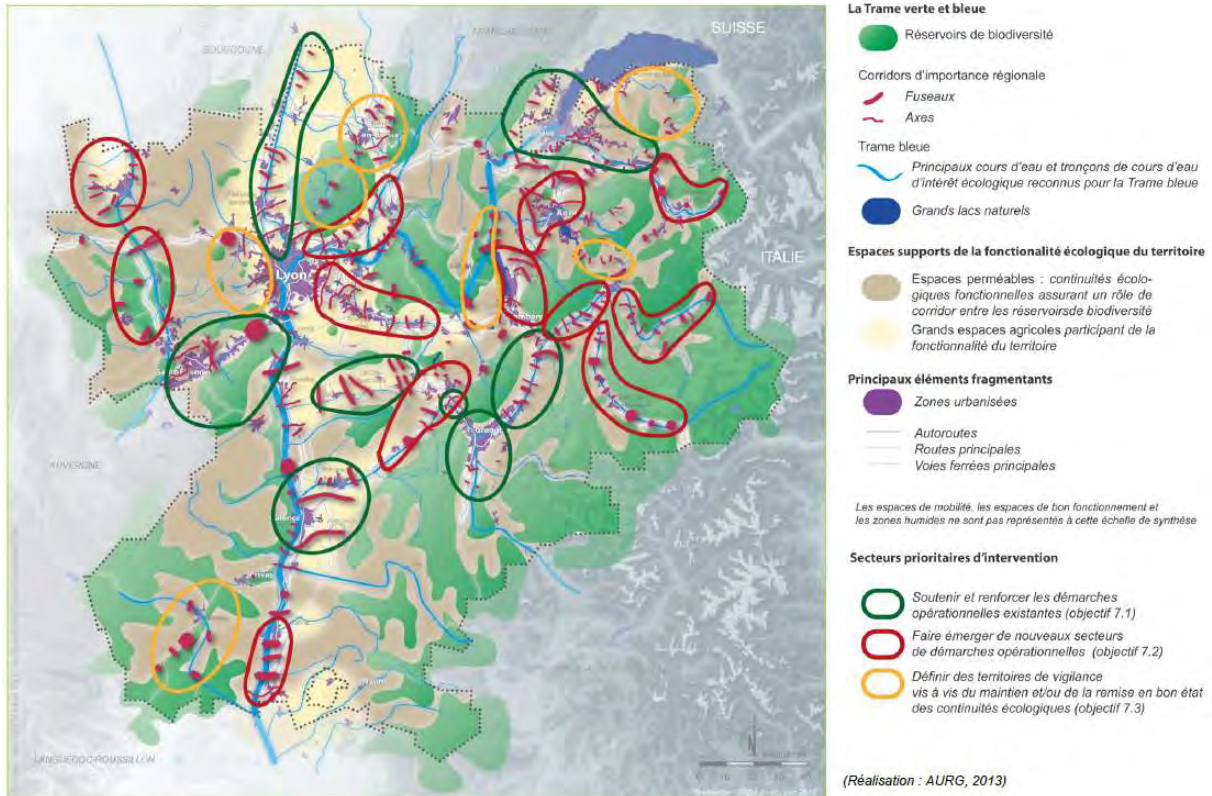 BOURGOGNE
FRANCHE-COMTÉ
SUISSE
ITALIE
Lyon
AUVERGNE
LANGUEDOC-ROUSSILLON
N
La Trame verte et bleue
Réservoirs de biodiversité
Corridors d'importance régionale
Fuseaux
Axes
Trame bleue
Principaux cours d'eau et tronçons de cours d'eau
d'intérêt écologique reconnus pour la Trame bleue
Grands lacs naturels
Espaces supports de la fonctionalité écologique du territoire
Espaces perméables : continuités écolo-
giques fonctionnelles assurant un rôle de
corridor entre les réservoirsde biodiversité
Grands espaces agricoles participant de la
fonctionnalité du territoire
Principaux éléments fragmentants
Zones urbanisées
Autoroutes
Routes principales
Voies ferrées principales
Les espaces de mobilité, les espaces de bon fonctionnement et
les zones humides ne sont pas représentés à cette échelle de synthèse
Secteurs prioritaires d'intervention
Soutenir et renforcer les démarches
opérationnelles existantes (objectif 7.1)
Faire émerger de nouveaux secteurs
de démarches opérationnelles (objectif 7.2)
Définir des territoires de vigilance
vis à vis du maintien et/ou de la remise en bon état
des continuités écologiques (objectif 7.3)
(Réalisation : AURG, 2013)